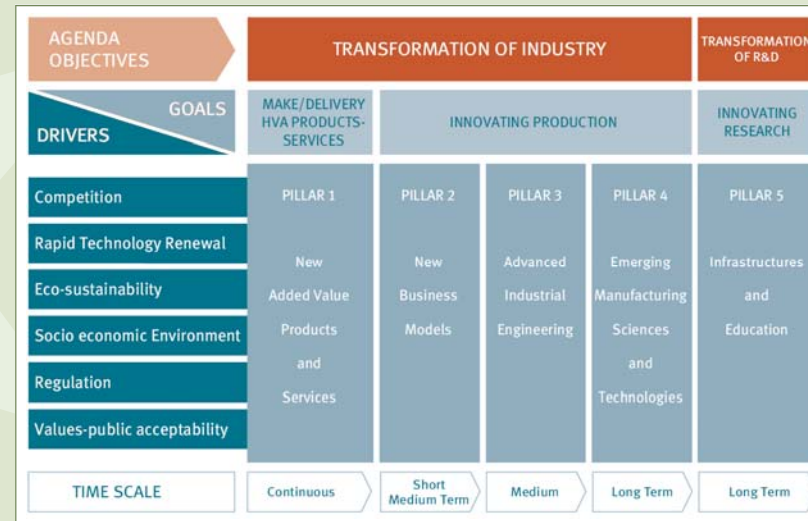 AGENDA
OBJECTIVES
TRANSFORMATION OF INDUSTRY
TRANSFORMATION
OF R&D
GOALS
DRIVERS
MAKE/DELIVERY
HVA PRODUCTS-
SERVICES
INNOVATING PRODUCTION
INNOVATING
RESEARCH
Competition
Rapid Technology Renewal
Eco-sustainability
Socio economic Environment
Regulation
Values-public acceptability
PILLAR 1
New
Added Value
Products
and
Services
PILLAR 2
New
Business
Models
PILLAR 3
Advanced
Industrial
Engineering
PILLAR 4
Emerging
Manufacturing
Sciences
and
Technologies
PILLAR 5
Infrastructures
and
Education
TIME SCALE
Continuous
Short
Medium Term
Medium
Long Term
Long Term